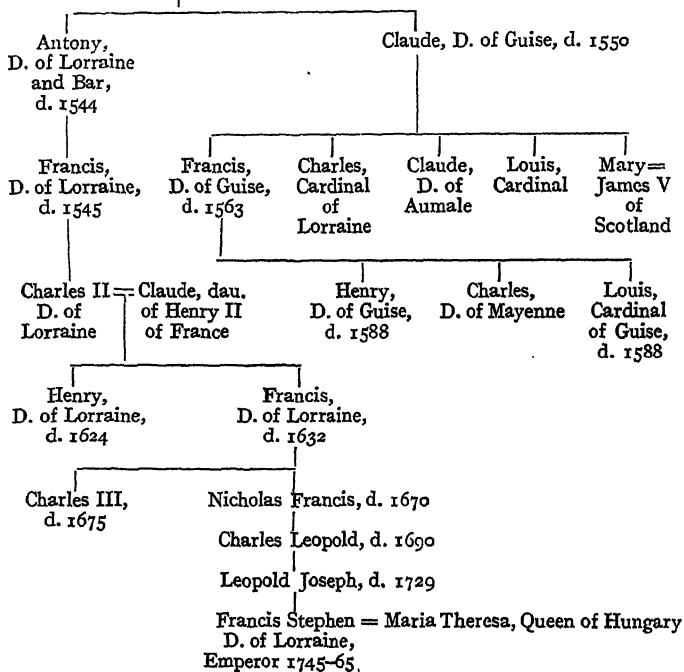 Antony,
D. of Lorraine
and Bar,
d. 1544
Claude, D. of Guise, d. 1550
Francis,
D. of Lorraine,
d. 1545
Francis,
D. of Guise,
d. 1563
Charles,
Cardinal
of
Lorraine
Claude,
D. of
Aumale
Louis,
Cardinal
Mary=
James V
of
Scotland
Charles II=
D. of
Lorraine
Claude, dau.
of Henry II
of France
Henry,
D. of Guise,
d. 1588
Charles,
D. of Mayenne
Louis,
Cardinal
of Guise,
d. 1588
Henry,
D. of Lorraine,
d. 1624
Francis,
D. of Lorraine,
d. 1632
Charles III,
d. 1675
Nicholas Francis, d. 1670
Charles Leopold, d. 1690
Leopold Joseph, d. 1729
Francis Stephen = Maria Theresa, Queen of Hungary
D. of Lorraine,
Emperor 1745–65.